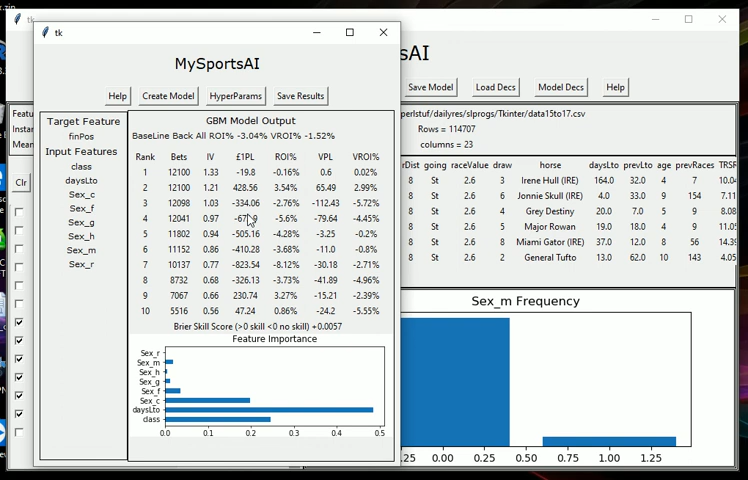 tk
tk
MySportsAI
sAI
Help
Create Model
HyperParams
Save Results
Save Model
Load Decs
Model Decs
Help
Target Feature
finPos
Input Features
class
daysLto
Sex_c
Sex_f
Sex_g
Sex_h
Sex_m
Sex_r
GBM Model Output
BaseLine Back All ROI% -3.04% VROI% -1.52%
Rank Bets IV £1PL ROI% VPL VROI%
1 12100 1.33 -19.8 -0.16% 0.6 0.02%
2 12100 1.21 428.56 3.54% 65.49 2.99%
3 12098 1.03 -334.06 -2.76% -112.43 -5.72%
4 12041 0.97 -5.6% -79.64 -4.45%
5 11802 0.94 -505.16 -4.28% -3.25 -0.2%
6 11152 0.86 -410.28 -3.68% -11.0 -0.8%
7 10137 0.77 -823.54 -8.12% -30.18 -2.71%
8 8732 0.68 -326.13 -3.73% -41.89 -4.96%
9 7067 0.66 230.74 3.27% -15.21 -2.39%
10 5516 0.56 47.24 0.86% -24.2 -5.55%
Brier Skill Score (>0 skill <0 no skill) +0.0057
Feature Importance
Sex_r
Sex_m
Sex_h
Sex_g
Sex_f
Sex_c
daysLto
class
0.0 0.1 0.2 0.3 0.4 0.5
Featu
Instar
Mean
Clr
perlstuf/dailyres/slprogs/Tkinter/data15to17.csv
Rows = 114707
columns = 23
rDist going raceValue draw horse daysLto prevLto age prevRaces TRSR
8 St 2.6 3 Irene Hull (IRE) 164.0 32.0 4 7 10.04
8 St 2.6 6 Jonnie Skull (IRE) 4.0 33.0 9 154 7.11
8 St 2.6 4 Grey Destiny 20.0 7.0 5 9 8.08
8 St 2.6 5 Major Rowan 19.0 18.0 4 9 11.05
8 St 2.6 8 Miami Gator (IRE) 37.0 12.0 8 56 14.39
8 St 2.6 2 General Tufto 13.0 62.0 10 143 4.05
Sex_m Frequency
.25 0.00 0.25 0.50 0.75 1.00 1.25